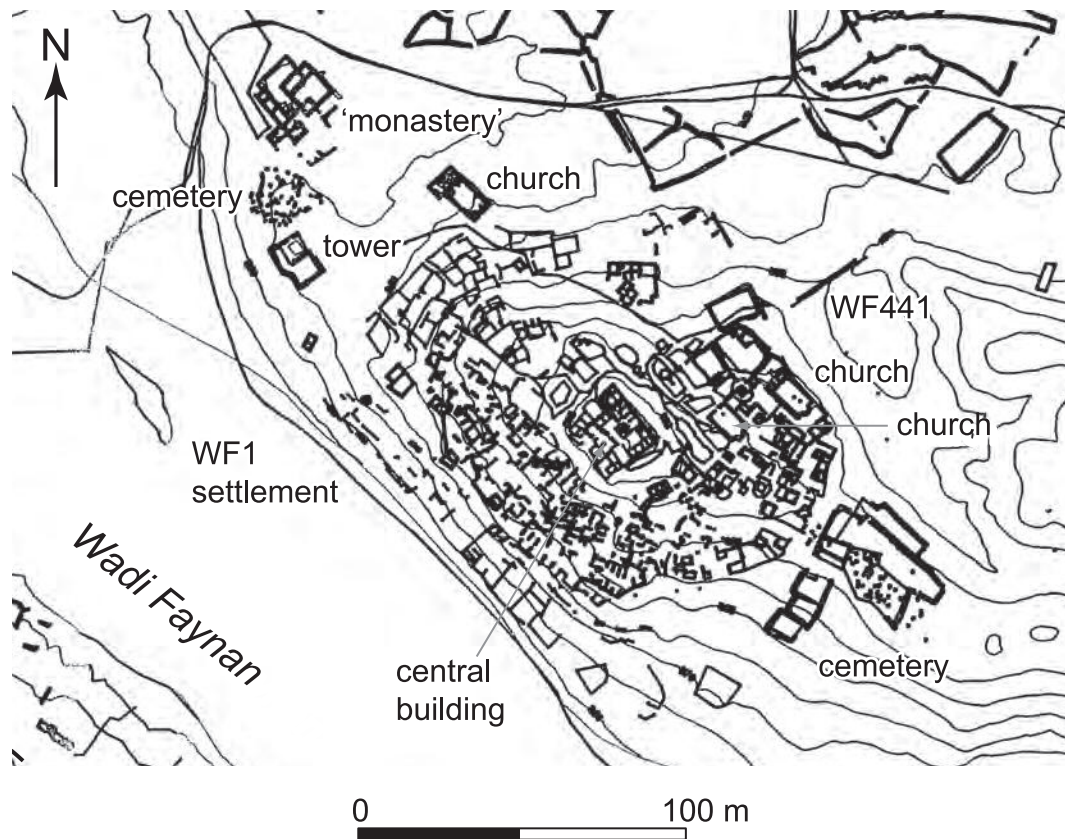 N
'monastery'
church
cemetery
tower
WF441
church
church
WF1
settlement
Wadi Faynan
central
building
cemetery
0
100 m